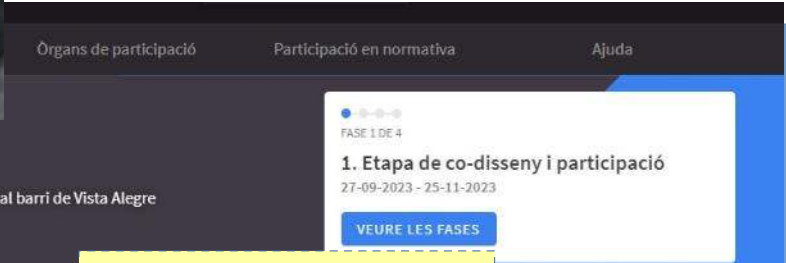 Òrgans de participació Participació en normativa Ajuda
FASE 1 DE 4
1. Etapa de co-disseny i participació
27-09-2023 - 25-11-2023
al barri de Vista Alegre
VEURE LES FASES